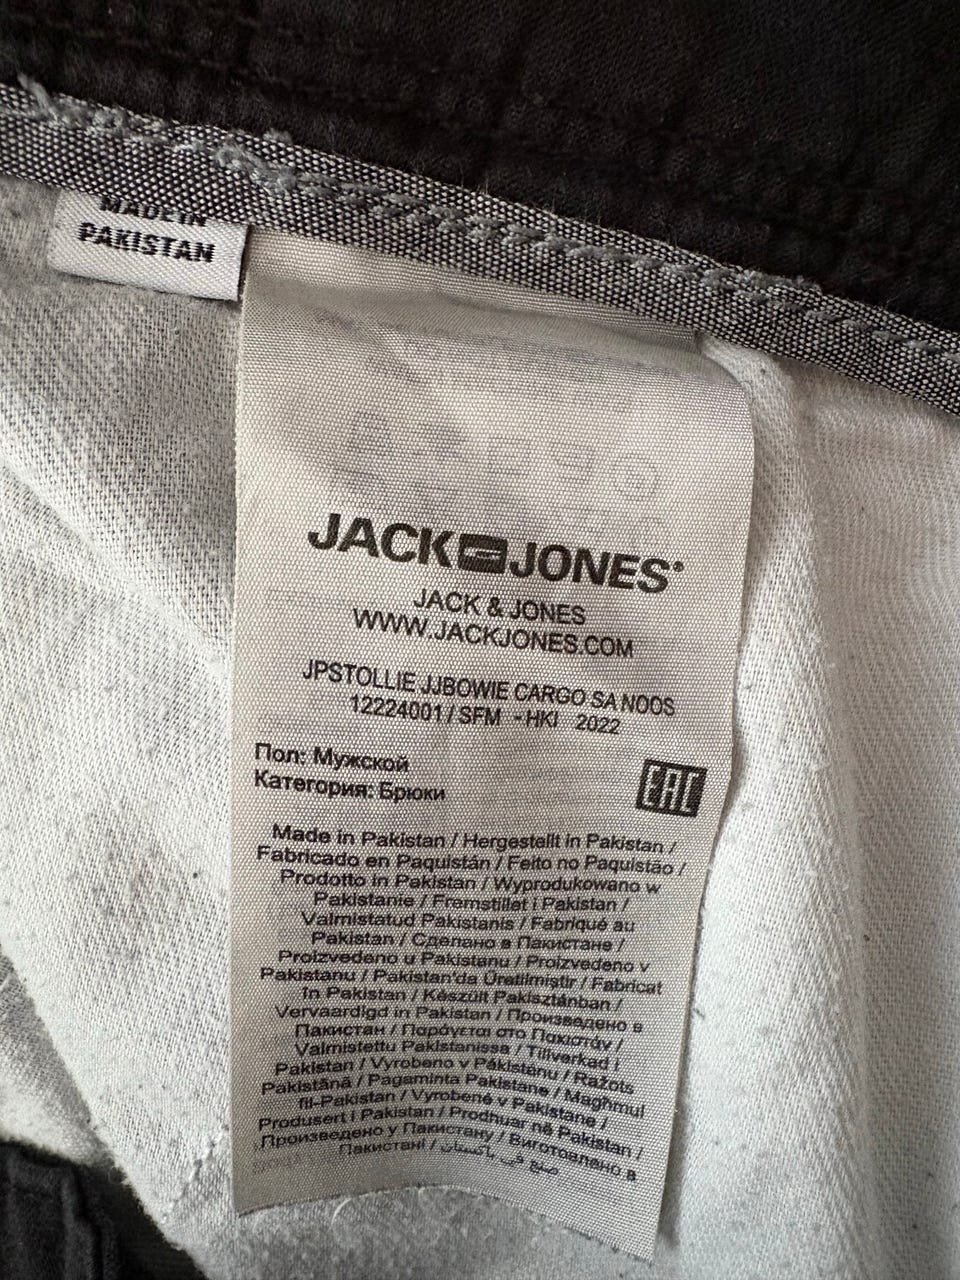 MADE IN
PAKISTAN
JACK JONES®
JACK & JONES
WWW.JACKJONES.COM
JPSTOLLIE JJBOWIE CARGO SA NOOS
12224001 / SFM - HKI 2022
Пол: Мужской
Категория: Брюки
EAC
Made in Pakistan / Hergestellt in Pakistan /
Fabricado en Paquistán / Feito no Paquistão /
Prodotto in Pakistan / Wyprodukowano w
Pakistanie / Fremstillet i Pakistan /
Valmistatud Pakistanis / Fabriqué au
Pakistan / Сделано в Пакистане /
Proizvedeno u Pakistanu / Proizvedeno v
Pakistanu / Pakistan'da Üretilmiştir / Fabricat
în Pakistan / Készült Pakisztánban /
Vervaardigd in Pakistan / Произведено в
Пакистан / Παράγεται στο Πακιστάν /
Valmistettu Pakistanissa / Tillverkad i
Pakistan / Vyrobeno v Pákistánu / Ražots
Pakistānā / Pagaminta Pakistane / Magħmul
fil-Pakistan / Vyrobené v Pakistane /
Produsert i Pakistan / Prodhuar në Pakistan /
Произведено у Пакистану / Виготовлено в
Пакистані / صنع في باكستان